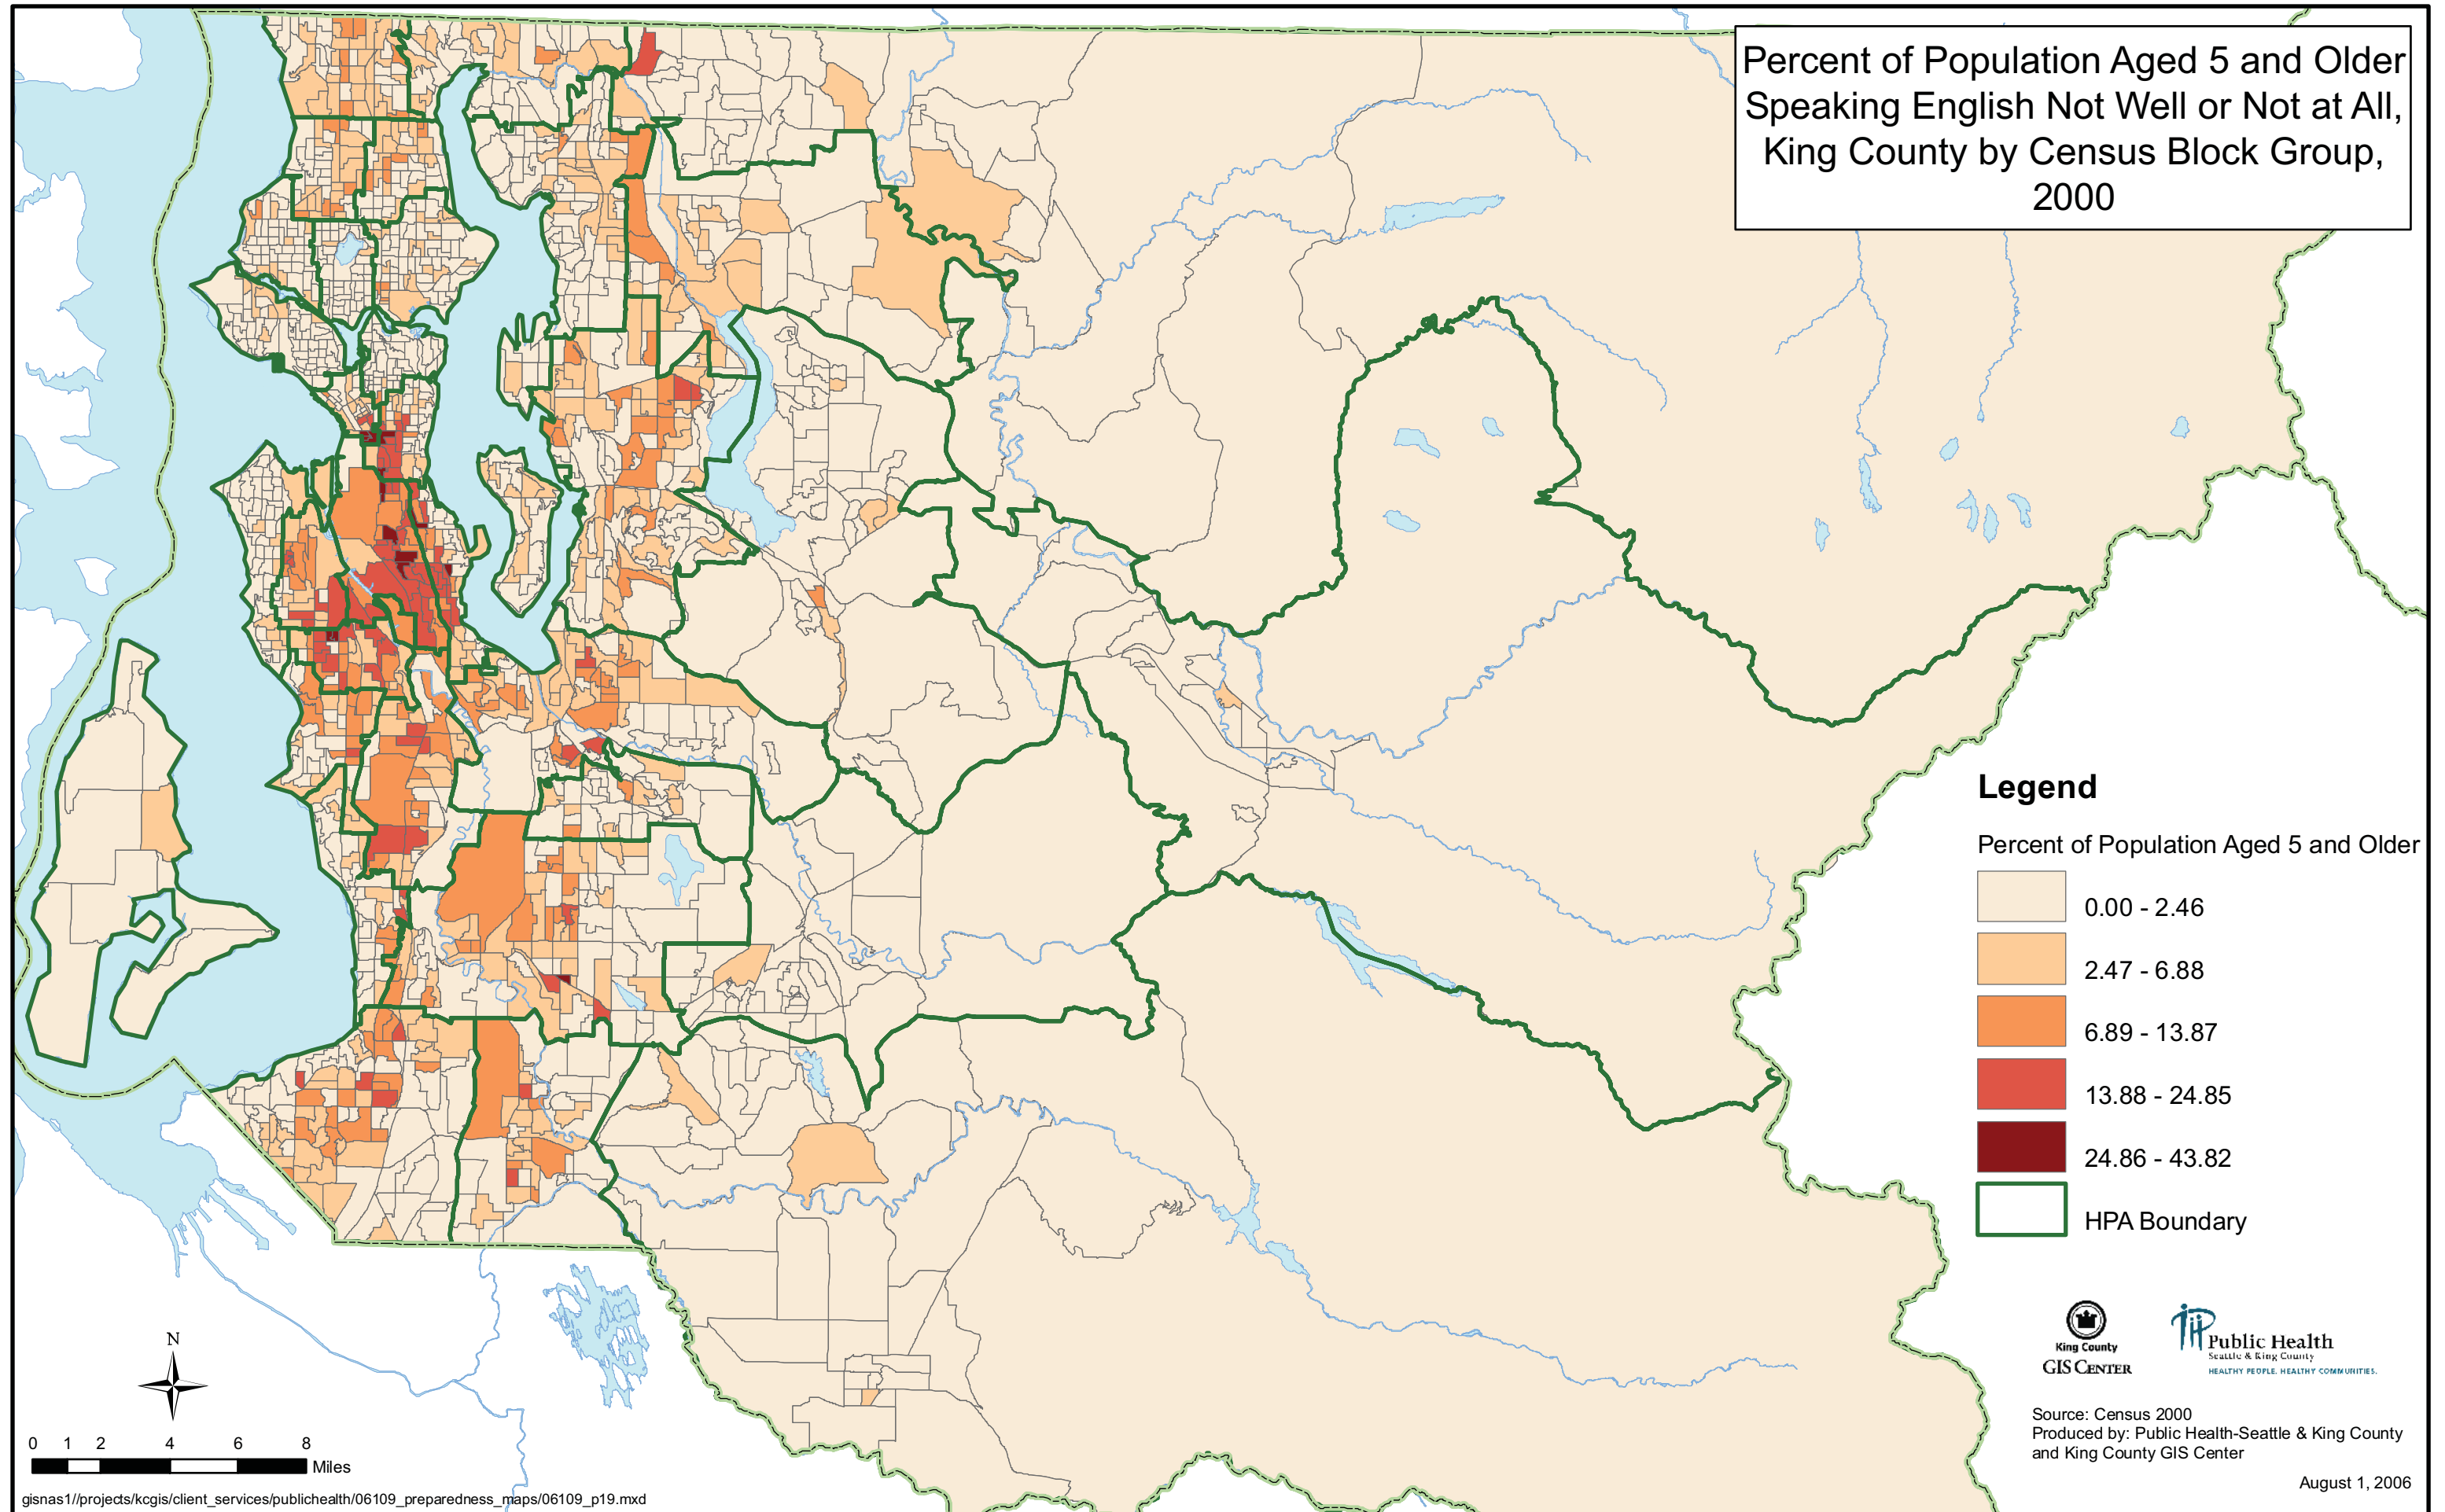 Percent of Population Aged 5 and Older
Speaking English Not Well or Not at All,
King County by Census Block Group,
2000
Legend
Percent of Population Aged 5 and Older
0.00 - 2.46
2.47 - 6.88
6.89 - 13.87
13.88 - 24.85
24.86 - 43.82
HPA Boundary
King County
GIS CENTER
Public Health
Seattle & King County
HEALTHY PEOPLE. HEALTHY COMMUNITIES.
Source: Census 2000
Produced by: Public Health-Seattle & King County
and King County GIS Center
August 1, 2006
N
0 1 2 4 6 8
Miles
gisnas1//projects/kcgis/client_services/publichealth/06109_preparedness_maps/06109_p19.mxd